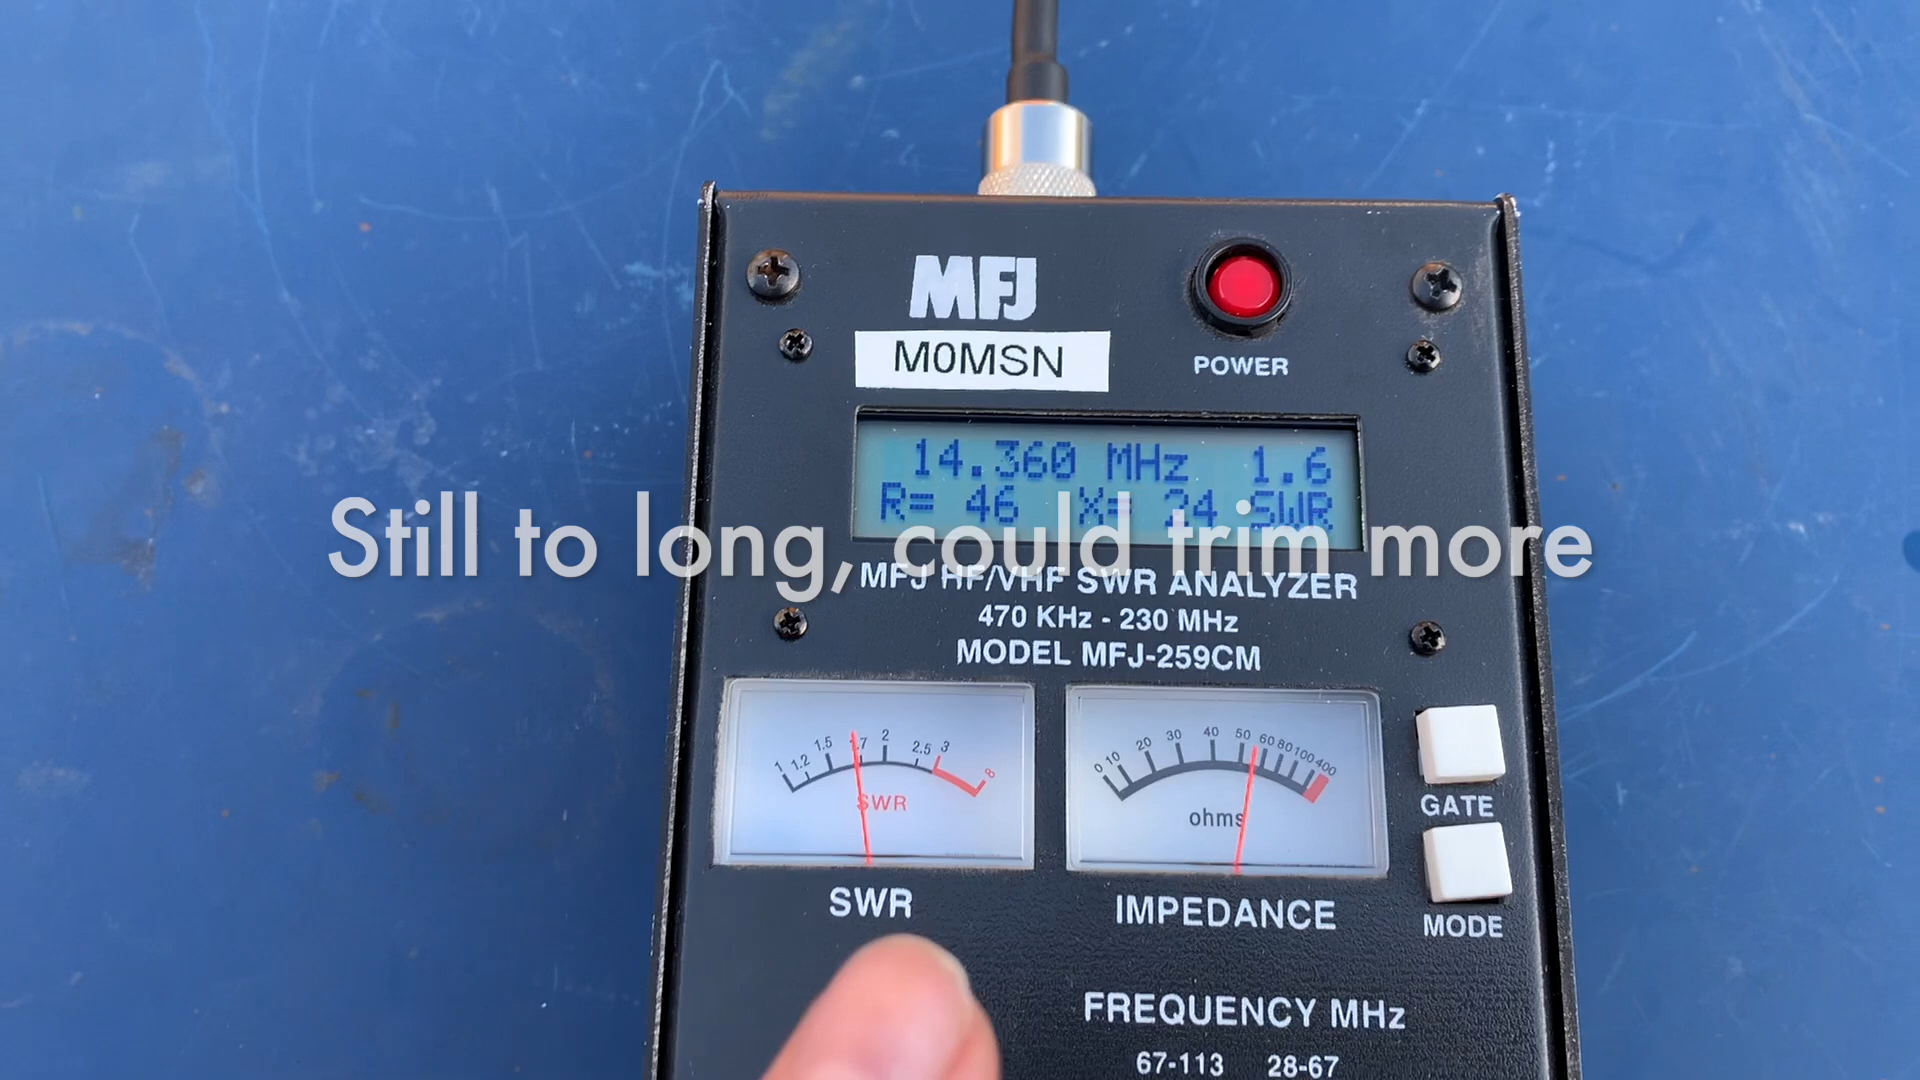 MFJ
M0MSN
POWER
14.360 MHz 1.6
R= 46 X= 24 SWR
Still to long, could trim more
MFJ HF/VHF SWR ANALYZER
470 KHz - 230 MHz
MODEL MFJ-259CM
1 1.2 1.5 1.7 2 2.5 3 8
SWR
0 10 20 30 40 50 60 80 100 400
ohms
GATE
SWR
IMPEDANCE
MODE
FREQUENCY MHz
67-113 28-67